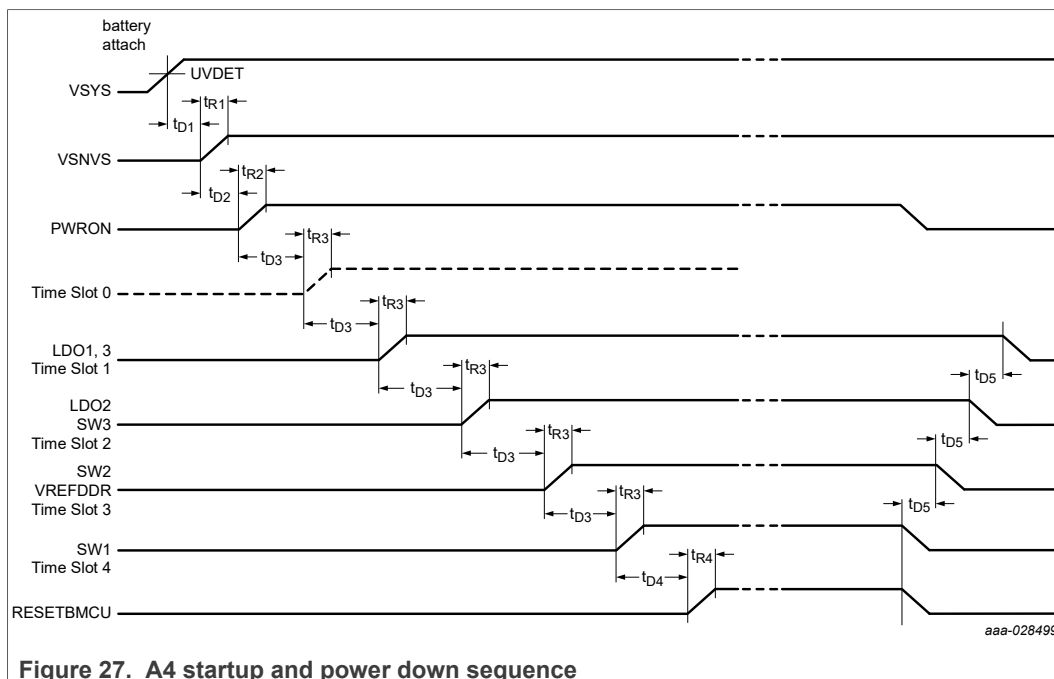 battery
attach
UVDET
VSYS
tR1
tD1
VSNVS
tR2
tD2
PWRON
tR3
tD3
Time Slot 0
tR3
tD3
LDO1, 3
Time Slot 1
tR3
tD3
tD5
LDO2
SW3
Time Slot 2
tR3
tD3
tD5
SW2
VREFDDR
Time Slot 3
tR3
tD3
tD5
SW1
Time Slot 4
tR4
tD4
RESETBMCU
aaa-028499
Figure 27. A4 startup and power down sequence